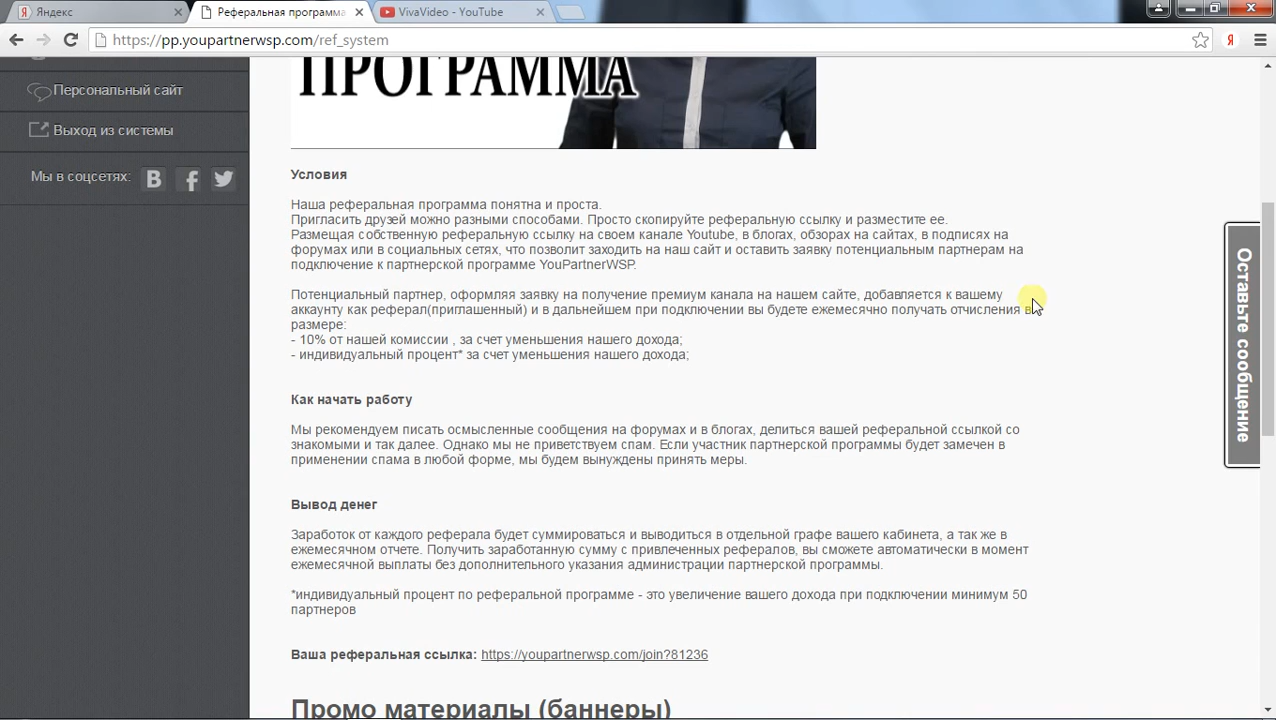 Яндекс
Реферальная программа
VivaVideo - YouTube
https://pp.youpartnerwsp.com/ref_system
Персональный сайт
Выход из системы
Мы в соцсетях:
ПРОГРАММА
Условия
Наша реферальная программа понятна и проста.
Пригласить друзей можно разными способами. Просто скопируйте реферальную ссылку и разместите ее.
Размещая собственную реферальную ссылку на своем канале Youtube, в блогах, обзорах на сайтах, в подписях на
форумах или в социальных сетях, что позволит заходить на наш сайт и оставить заявку потенциальным партнерам на
подключение к партнерской программе YouPartnerWSP.
Потенциальный партнер, оформляя заявку на получение премиум канала на нашем сайте, добавляется к вашему
аккаунту как реферал(приглашенный) и в дальнейшем при подключении вы будете ежемесячно получать отчисления в
размере:
- 10% от нашей комиссии , за счет уменьшения нашего дохода;
- индивидуальный процент* за счет уменьшения нашего дохода;
Как начать работу
Мы рекомендуем писать осмысленные сообщения на форумах и в блогах, делиться вашей реферальной ссылкой со
знакомыми и так далее. Однако мы не приветствуем спам. Если участник партнерской программы будет замечен в
применении спама в любой форме, мы будем вынуждены принять меры.
Вывод денег
Заработок от каждого реферала будет суммироваться и выводиться в отдельной графе вашего кабинета, а так же в
ежемесячном отчете. Получить заработанную сумму с привлеченных рефералов, вы сможете автоматически в момент
ежемесячной выплаты без дополнительного указания администрации партнерской программы.
*индивидуальный процент по реферальной программе - это увеличение вашего дохода при подключении минимум 50
партнеров
Ваша реферальная ссылка: https://youpartnerwsp.com/join?81236
Промо материалы (баннеры)
Оставьте сообщение